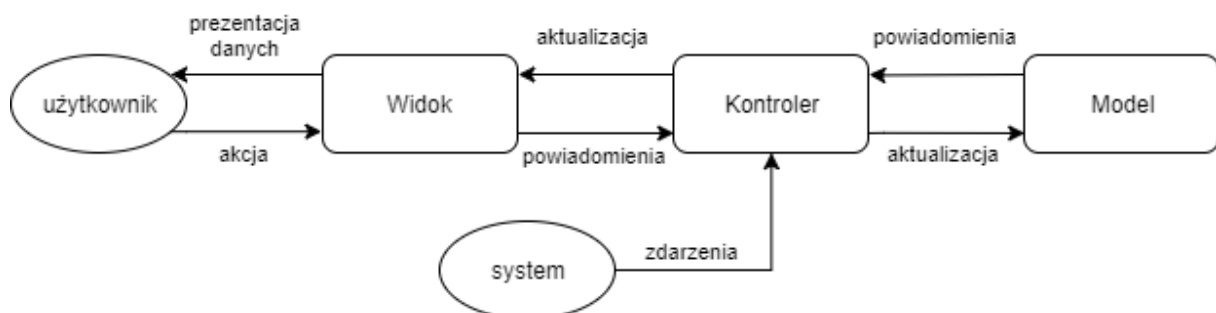 prezentacja
danych
aktualizacja
powiadomienia
użytkownik
Widok
Kontroler
Model
akcja
powiadomienia
aktualizacja
zdarzenia
system